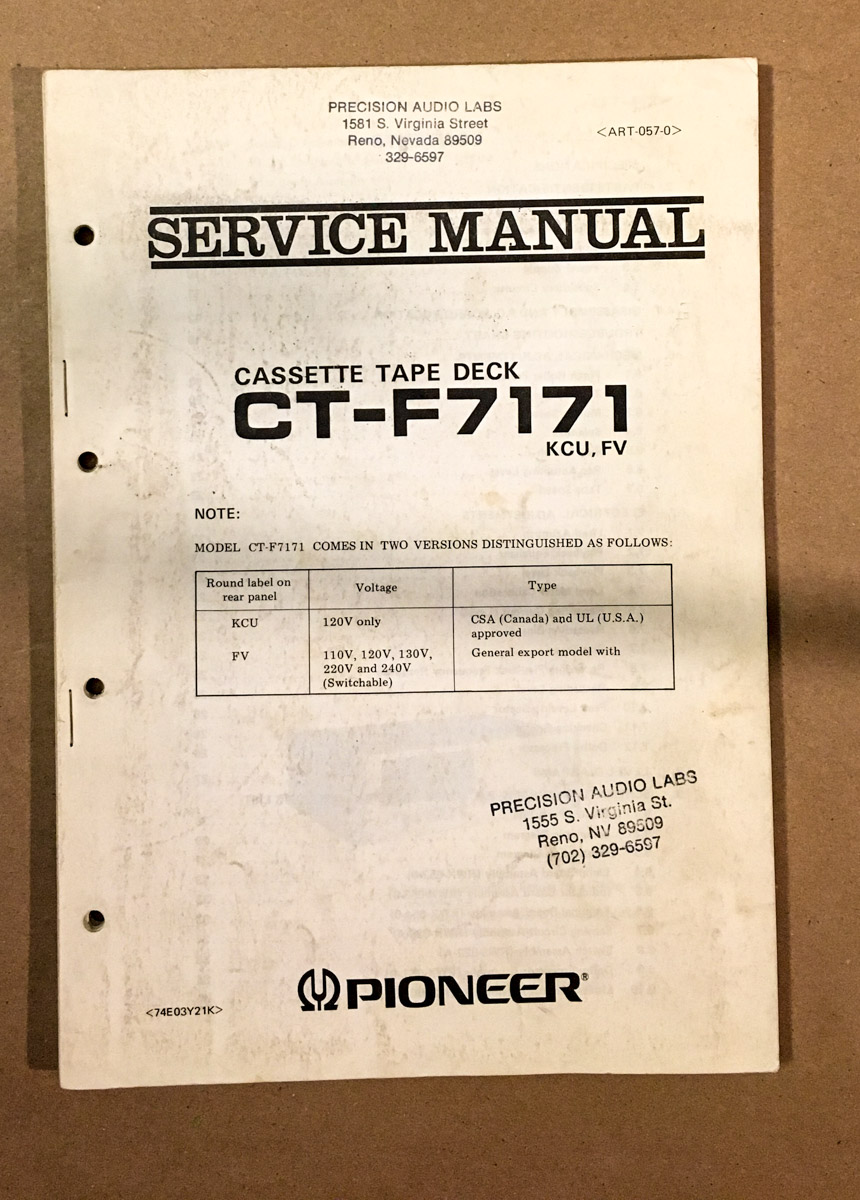 PRECISION AUDIO LABS
1581 S. Virginia Street
Reno, Nevada 89509
329-6597
<ART-057-0>
SERVICE MANUAL
CASSETTE TAPE DECK
CT-F7171
KCU, FV
NOTE:
MODEL CT-F7171 COMES IN TWO VERSIONS DISTINGUISHED AS FOLLOWS:
Round label on
rear panel
Voltage
Type
KCU
120V only
CSA (Canada) and UL (U.S.A.)
approved
FV
110V, 120V, 130V,
220V and 240V
(Switchable)
General export model with
PRECISION AUDIO LABS
1555 S. Virginia St.
Reno, NV 89509
(702) 329-6597
PIONEER®
<74E03Y21K>